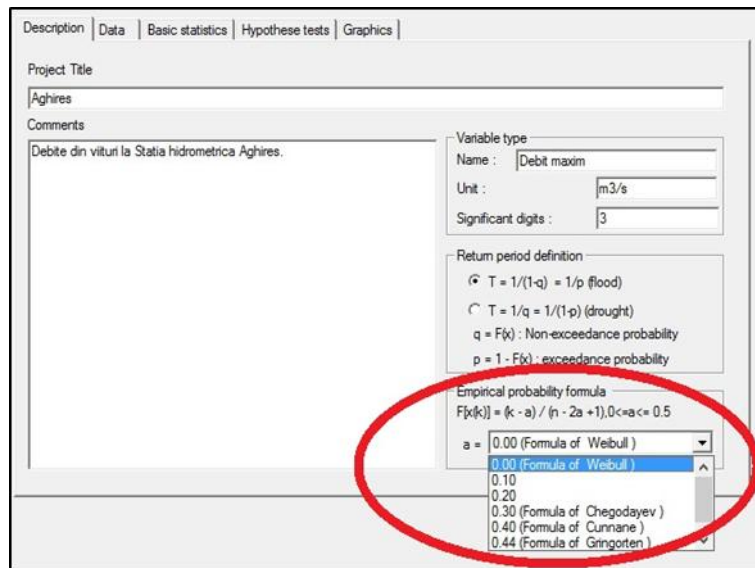 Description
Data
Basic statistics
Hypothese tests
Graphics
Project Title
Aghires
Comments
Debite din viituri la Statia hidrometrica Aghires.
Variable type
Name :
Debit maxim
Unit :
m3/s
Significant digits :
3
Return period definition
T = 1/(1-q) = 1/p (flood)
T = 1/q = 1/(1-p) (drought)
q = F(x) : Non-exceedance probability
p = 1 - F(x) : exceedance probability
Empirical probability formula
F[x(k)] = (k - a) / (n - 2a +1),0<=a<= 0.5
a =
0.00 (Formula of Weibull )
0.00 (Formula of Weibull )
0.10
0.20
0.30 (Formula of Chegodayev )
0.40 (Formula of Cunnane )
0.44 (Formula of Gringorten )